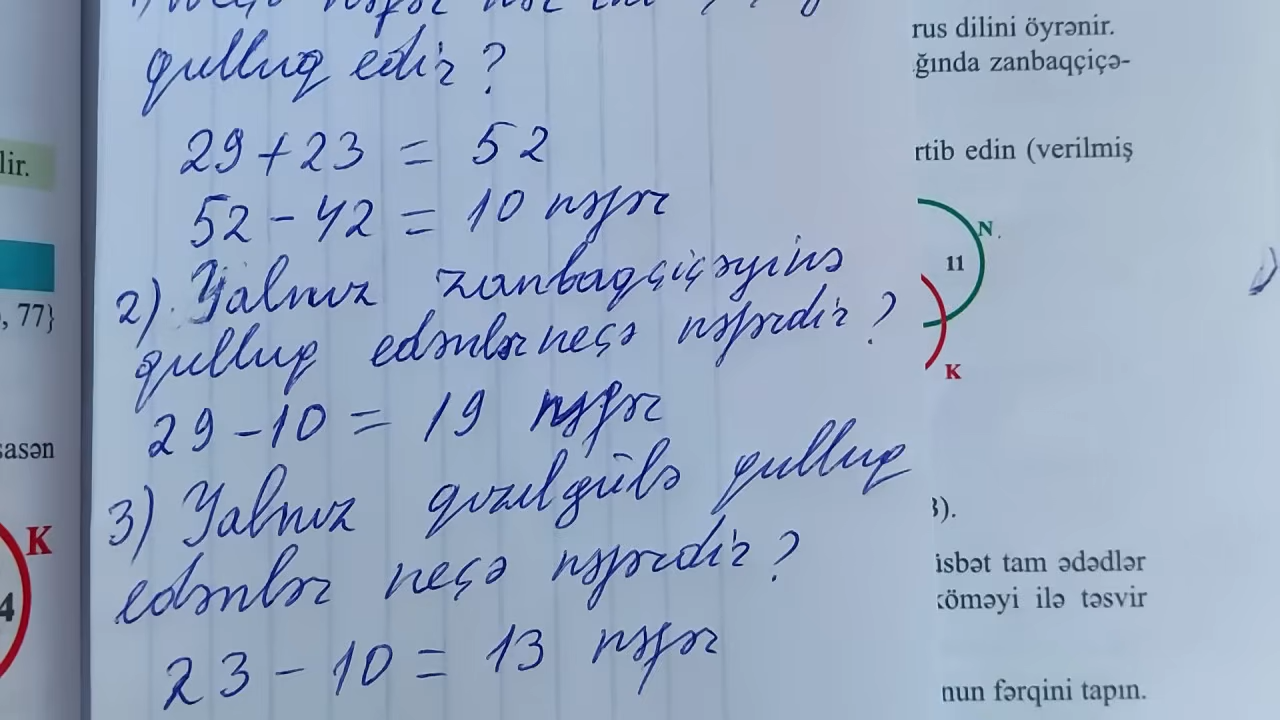 qulluq edir?
29 + 23 = 52
52 - 42 = 10 nəfər
2) Yalnız zanbaqçiçəyinə
qulluq edənlər neçə nəfərdir?
29 - 10 = 19 nəfər
3) Yalnız qızılgülə qulluq
edənlər neçə nəfərdir?
23 - 10 = 13 nəfər
lir.
, 77}
əsasən
K
4
rus dilini öyrənir.
ğında zanbaqçiçə-
rtib edin (verilmiş
N
11
K
3).
isbət tam ədədlər
köməyi ilə təsvir
nun fərqini tapın.